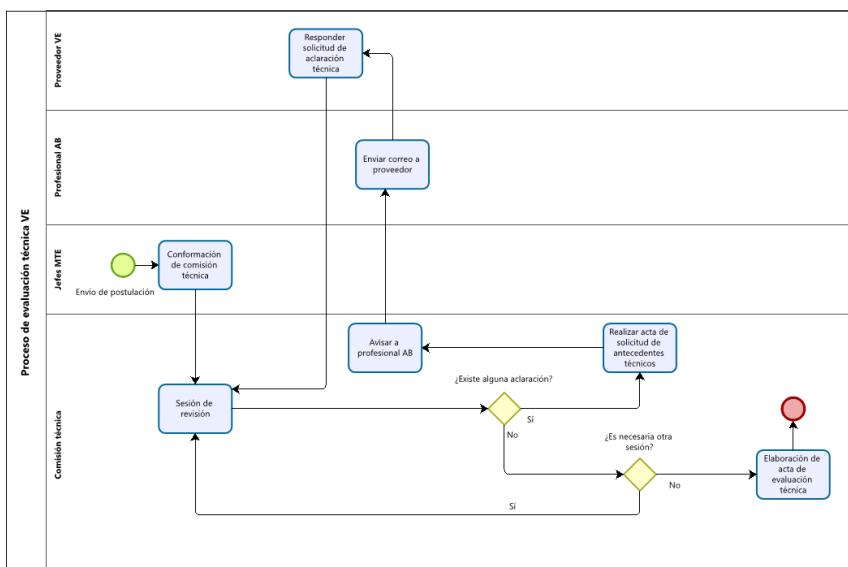 Proceso de evaluación técnica VE
Proveedor VE
Responder
solicitud de
aclaración
técnica
Profesional AB
Enviar correo a
proveedor
Jefes MTE
Envío de postulación
Conformación
de comisión
técnica
Comisión técnica
Avisar a
profesional AB
Realizar acta de
solicitud de
antecedentes
técnicos
¿Existe alguna aclaración?
Sesión de
revisión
Sí
No
¿Es necesaria otra
sesión?
Elaboración de
acta de
evaluación
técnica
No
Sí